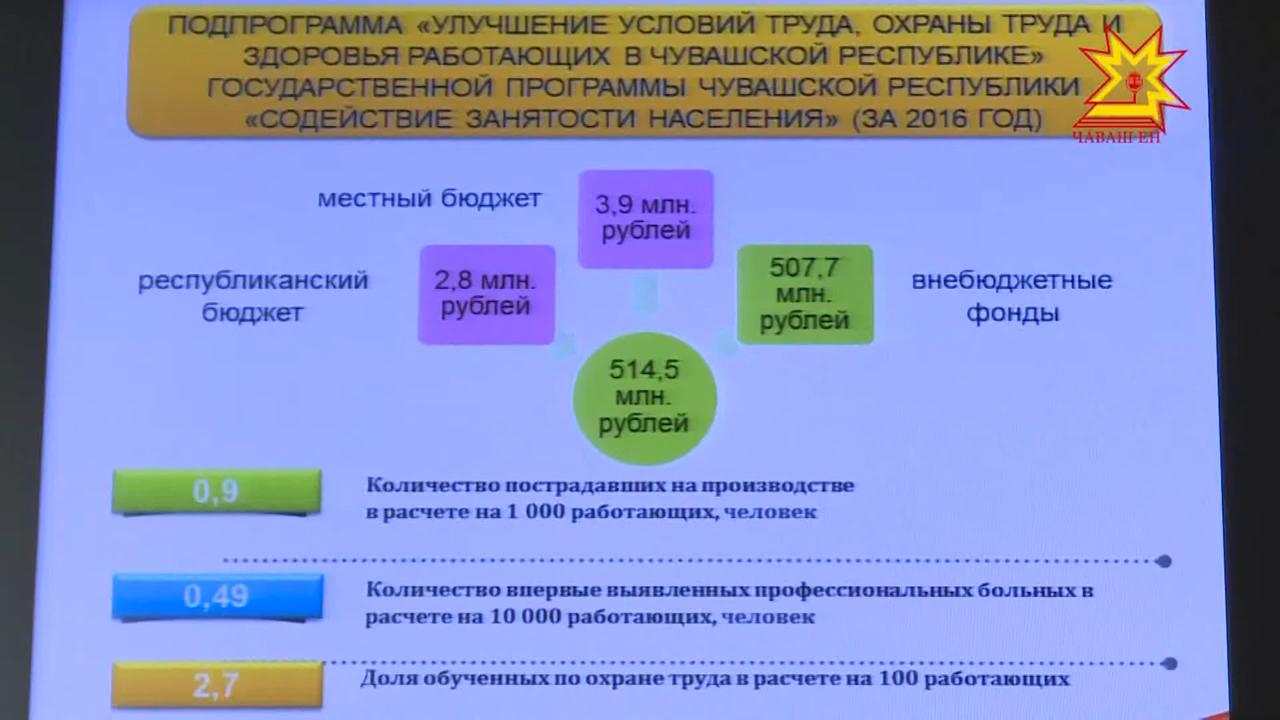 ПОДПРОГРАММА «УЛУЧШЕНИЕ УСЛОВИЙ ТРУДА, ОХРАНЫ ТРУДА И
ЗДОРОВЬЯ РАБОТАЮЩИХ В ЧУВАШСКОЙ РЕСПУБЛИКЕ»
ГОСУДАРСТВЕННОЙ ПРОГРАММЫ ЧУВАШСКОЙ РЕСПУБЛИКИ
«СОДЕЙСТВИЕ ЗАНЯТОСТИ НАСЕЛЕНИЯ» (ЗА 2016 ГОД)
ЧАВАШ ЕН
местный бюджет
3,9 млн.
рублей
республиканский
бюджет
2,8 млн.
рублей
507,7
млн.
рублей
внебюджетные
фонды
514,5
млн.
рублей
0,9
Количество пострадавших на производстве
в расчете на 1 000 работающих, человек
0,49
Количество впервые выявленных профессиональных больных в
расчете на 10 000 работающих, человек
2,7
Доля обученных по охране труда в расчете на 100 работающих